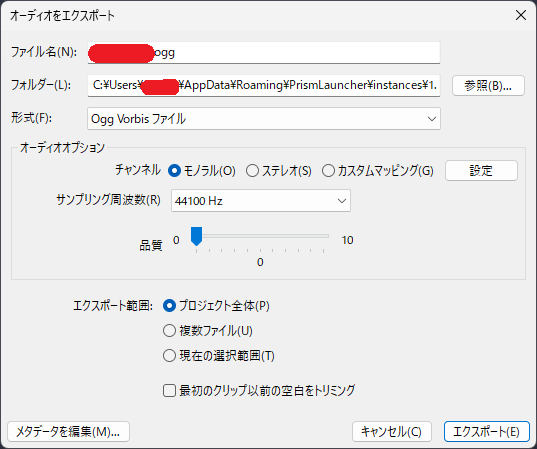 オーディオをエクスポート
ファイル名(N): ogg
フォルダー(L): C:¥Users¥ ¥AppData¥Roaming¥PrismLauncher¥instances¥1. 参照(B)...
形式(F): Ogg Vorbis ファイル
オーディオオプション
チャンネル モノラル(O) ステレオ(S) カスタムマッピング(G) 設定
サンプリング周波数(R) 44100 Hz
品質 0 10
0
エクスポート範囲: プロジェクト全体(P)
複数ファイル(U)
現在の選択範囲(T)
最初のクリップ以前の空白をトリミング
メタデータを編集(M)... キャンセル(C) エクスポート(E)